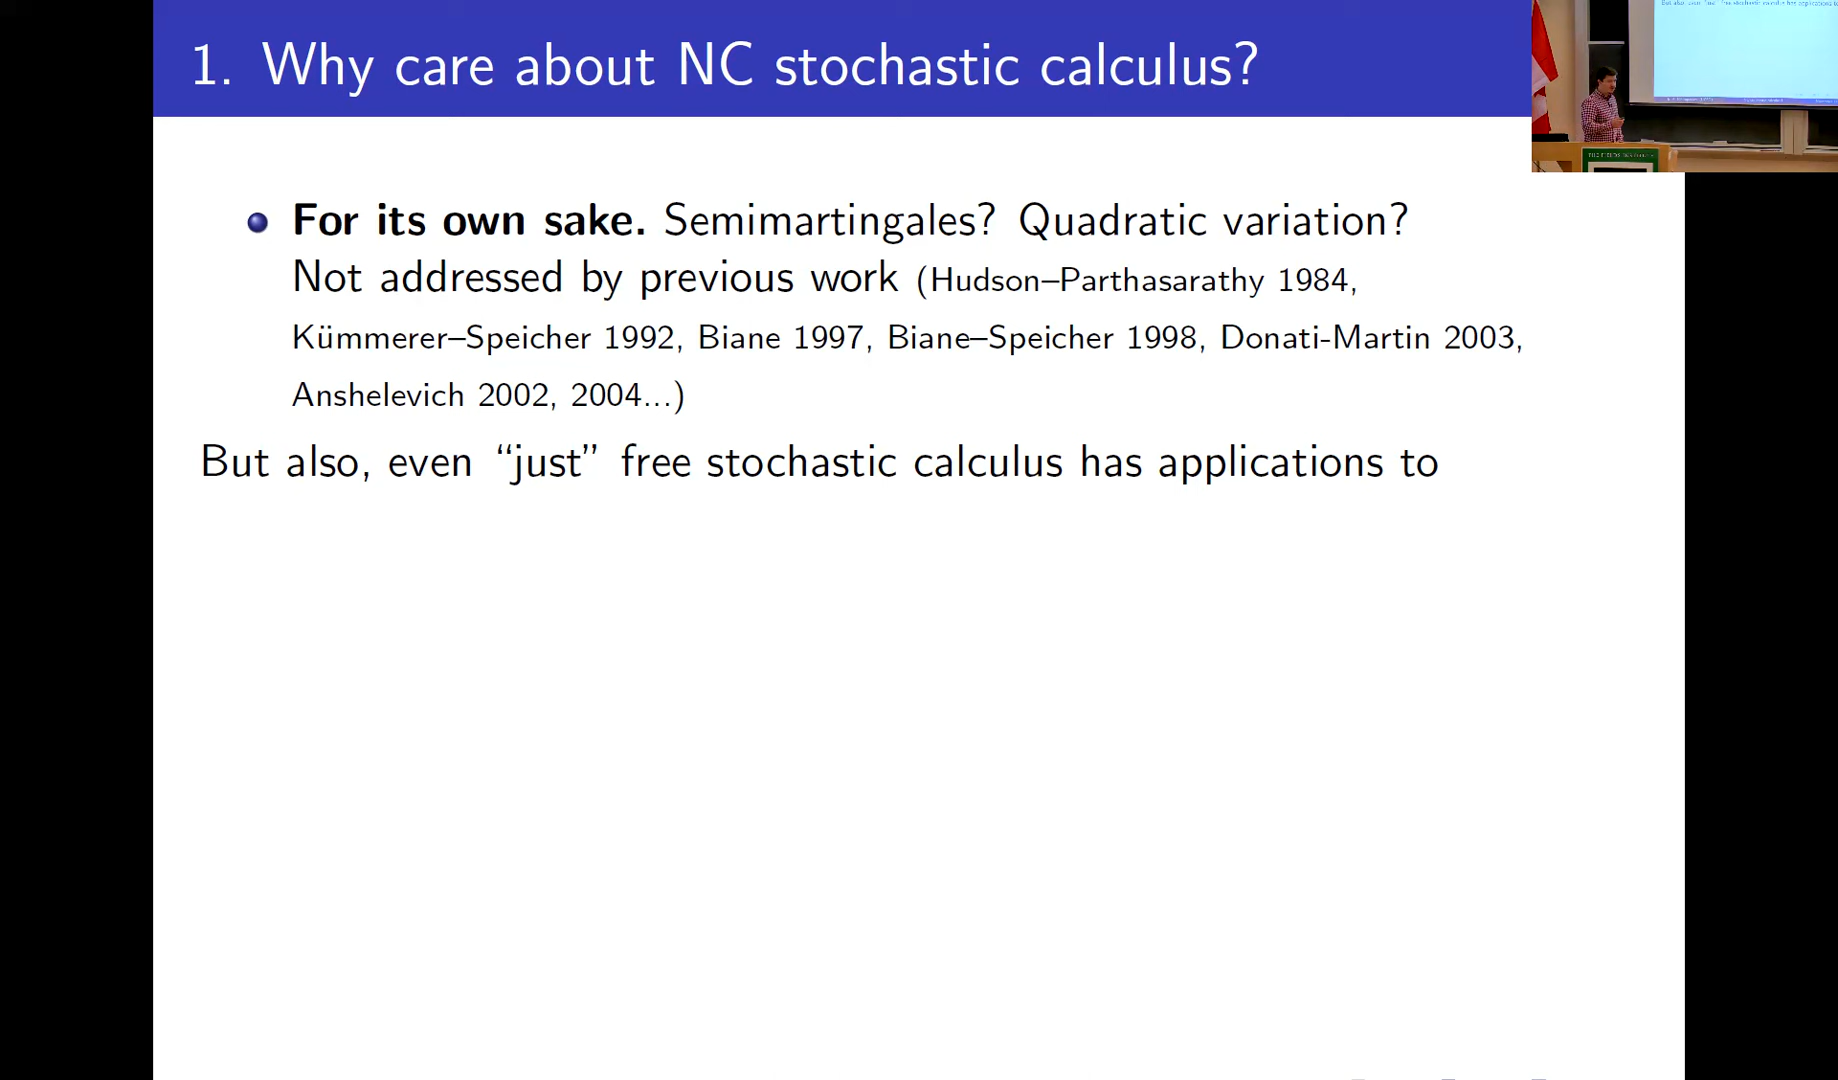 1. Why care about NC stochastic calculus?
For its own sake. Semimartingales? Quadratic variation?
Not addressed by previous work (Hudson–Parthasarathy 1984,
Kümmerer–Speicher 1992, Biane 1997, Biane–Speicher 1998, Donati-Martin 2003,
Anshelevich 2002, 2004...)
But also, even “just” free stochastic calculus has applications to